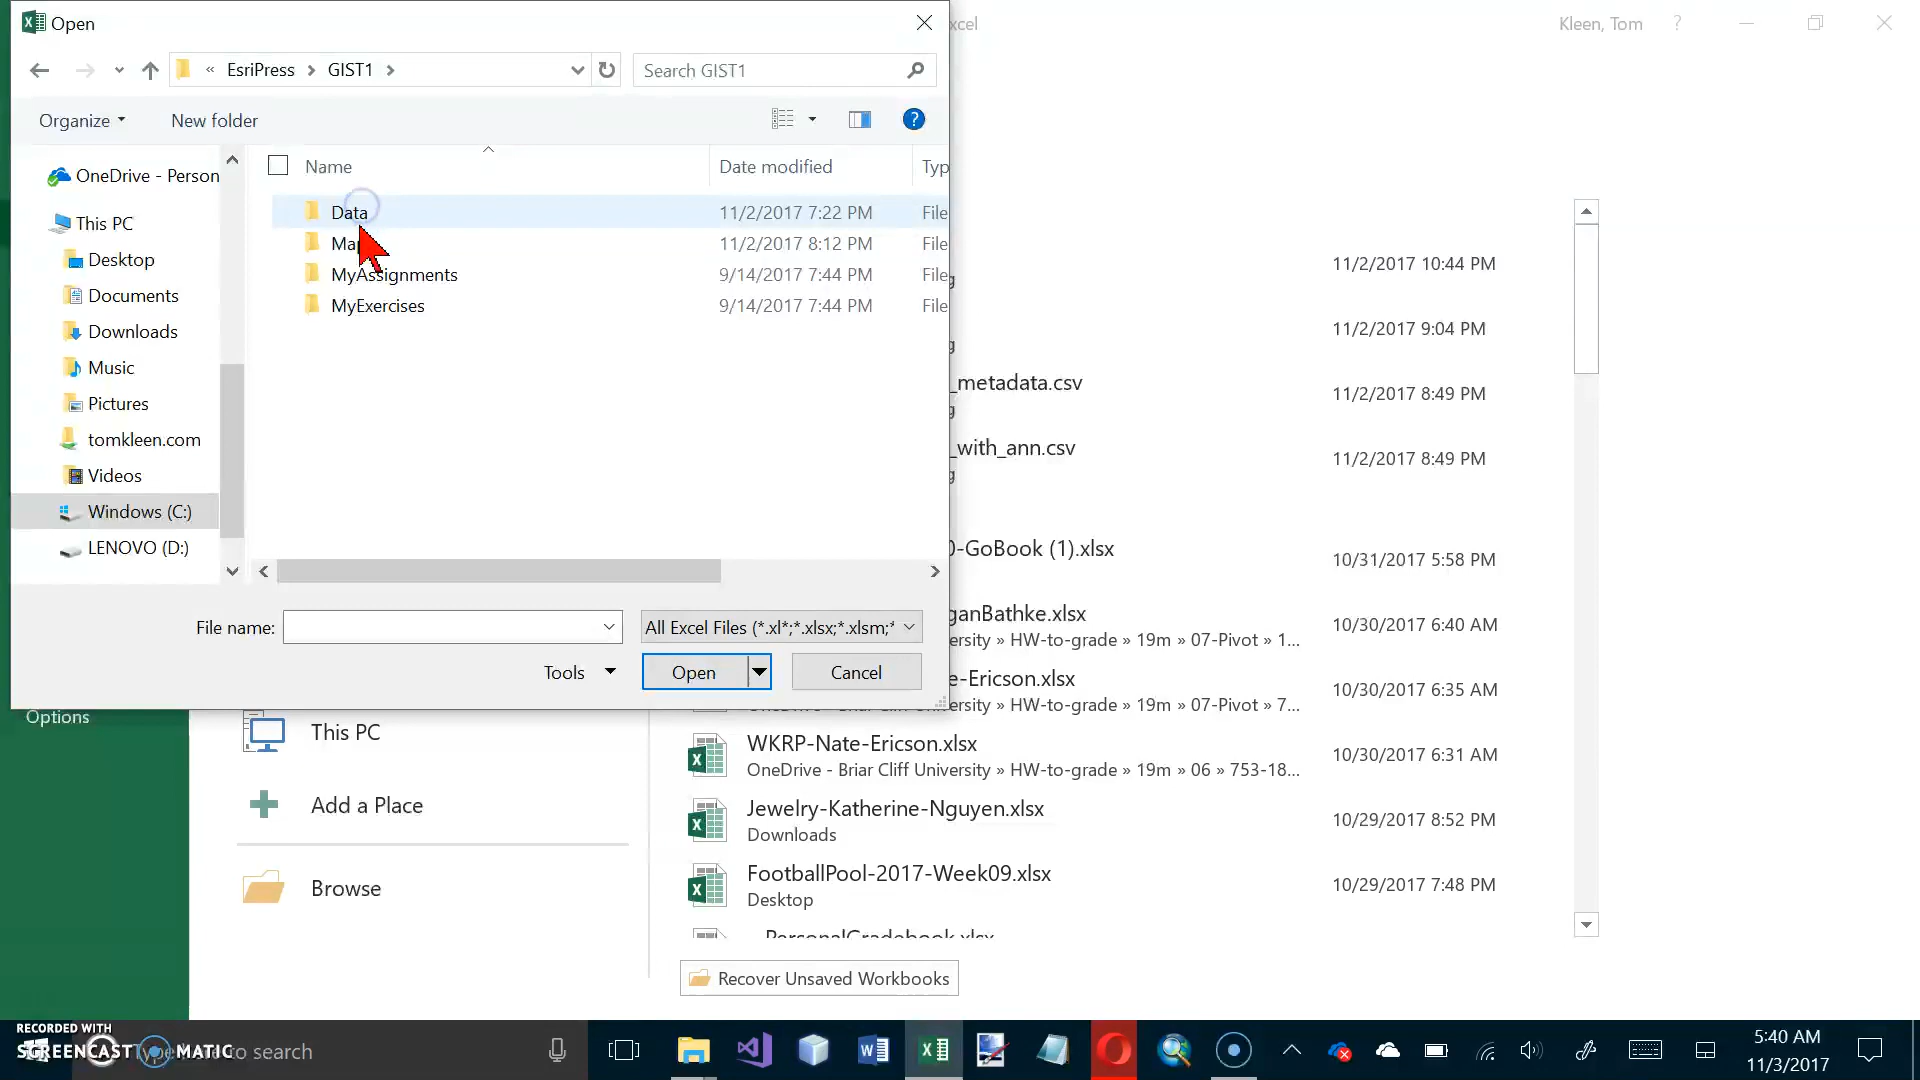 Open
xcel
Kleen, Tom
?
« EsriPress > GIST1 >
Search GIST1
Organize
New folder
?
Name
Date modified
Typ
OneDrive - Person
This PC
Desktop
Documents
Downloads
Music
Pictures
tomkleen.com
Videos
Windows (C:)
LENOVO (D:)
Data 11/2/2017 7:22 PM File
Ma 11/2/2017 8:12 PM File
MyAssignments 9/14/2017 7:44 PM File
MyExercises 9/14/2017 7:44 PM File
File name:
All Excel Files (*.xl*;*.xlsx;*.xlsm;*
Tools
Open
Cancel
Options
This PC
Add a Place
Browse
11/2/2017 10:44 PM
g
11/2/2017 9:04 PM
g
_metadata.csv
11/2/2017 8:49 PM
g
_with_ann.csv
11/2/2017 8:49 PM
g
0-GoBook (1).xlsx
10/31/2017 5:58 PM
ganBathke.xlsx
10/30/2017 6:40 AM
ersity » HW-to-grade » 19m » 07-Pivot » 1...
e-Ericson.xlsx
10/30/2017 6:35 AM
OneDrive - Briar Cliff University » HW-to-grade » 19m » 07-Pivot » 7...
WKRP-Nate-Ericson.xlsx
10/30/2017 6:31 AM
OneDrive - Briar Cliff University » HW-to-grade » 19m » 06 » 753-18...
Jewelry-Katherine-Nguyen.xlsx
10/29/2017 8:52 PM
Downloads
FootballPool-2017-Week09.xlsx
10/29/2017 7:48 PM
Desktop
PersonalGradebook.xlsx
Recover Unsaved Workbooks
RECORDED WITH
SCREENCAST MATIC
to search
5:40 AM
11/3/2017